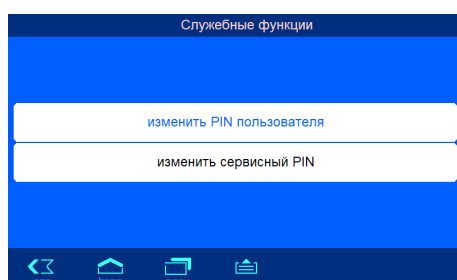 Служебные функции
изменить PIN пользователя
изменить сервисный PIN